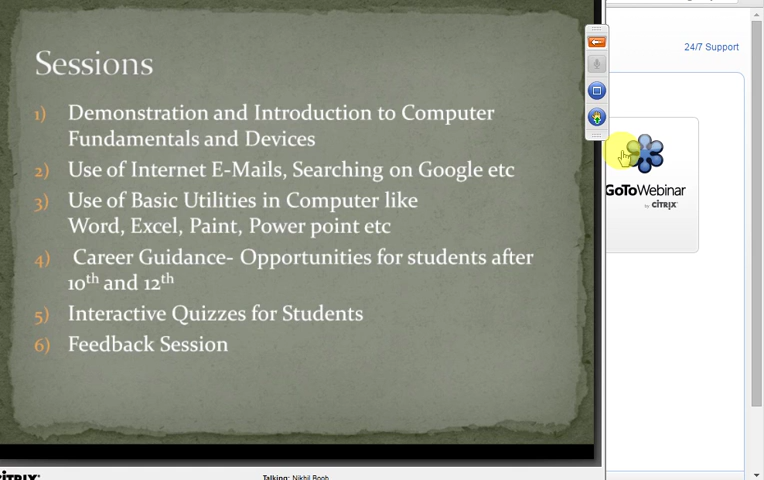 Sessions
1) Demonstration and Introduction to Computer
Fundamentals and Devices
2) Use of Internet E-Mails, Searching on Google etc
3) Use of Basic Utilities in Computer like
Word, Excel, Paint, Power point etc
4) Career Guidance- Opportunities for students after
10th and 12th
5) Interactive Quizzes for Students
6) Feedback Session
24/7 Support
GoToWebinar
by CITRIX
CITRIX
Talking: Nikhil